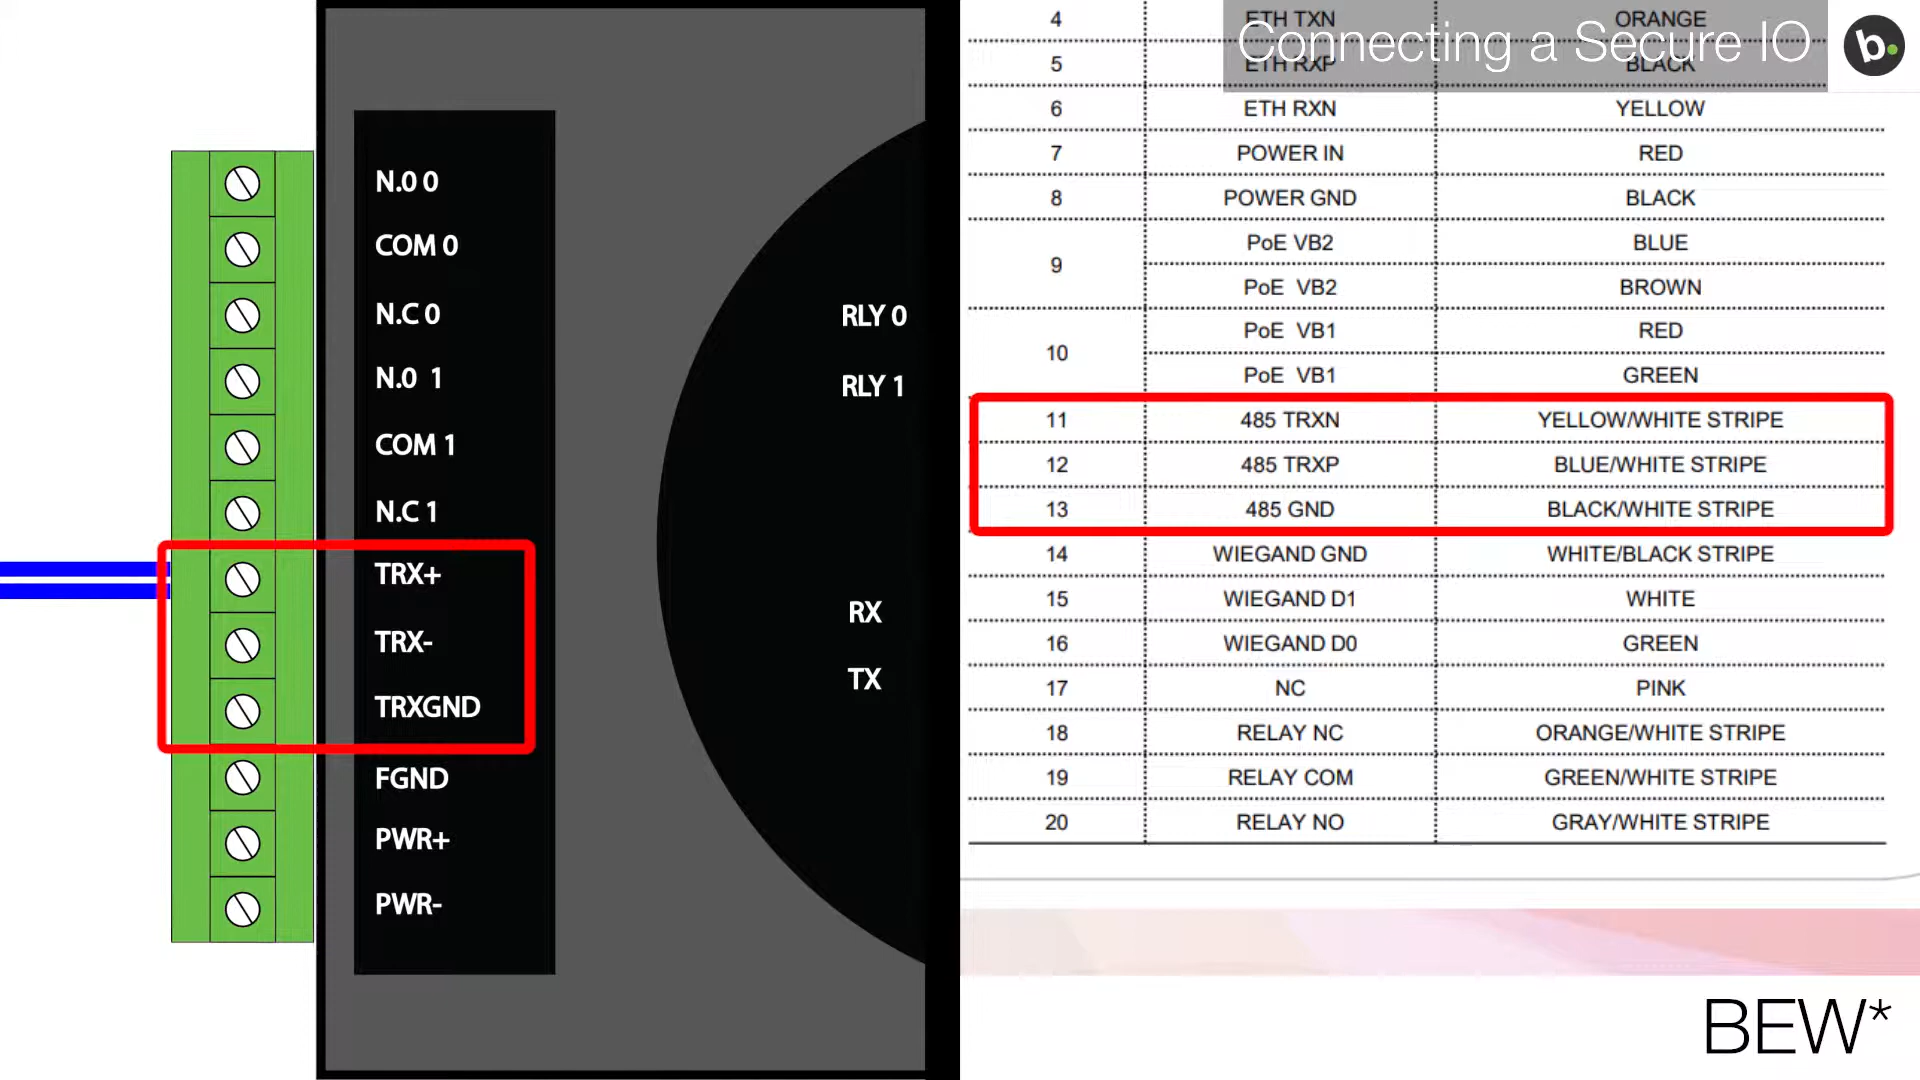 Connecting a Secure IO
b.
N.0 0
COM 0
N.C 0
N.0 1
COM 1
N.C 1
TRX+
TRX-
TRXGND
FGND
PWR+
PWR-
RLY 0
RLY 1
RX
TX
4 ETH TXN ORANGE
5 ETH RXP BLACK
6 ETH RXN YELLOW
7 POWER IN RED
8 POWER GND BLACK
9 PoE VB2 BLUE
PoE VB2 BROWN
10 PoE VB1 RED
PoE VB1 GREEN
11 485 TRXN YELLOW/WHITE STRIPE
12 485 TRXP BLUE/WHITE STRIPE
13 485 GND BLACK/WHITE STRIPE
14 WIEGAND GND WHITE/BLACK STRIPE
15 WIEGAND D1 WHITE
16 WIEGAND D0 GREEN
17 NC PINK
18 RELAY NC ORANGE/WHITE STRIPE
19 RELAY COM GREEN/WHITE STRIPE
20 RELAY NO GRAY/WHITE STRIPE
BEW*